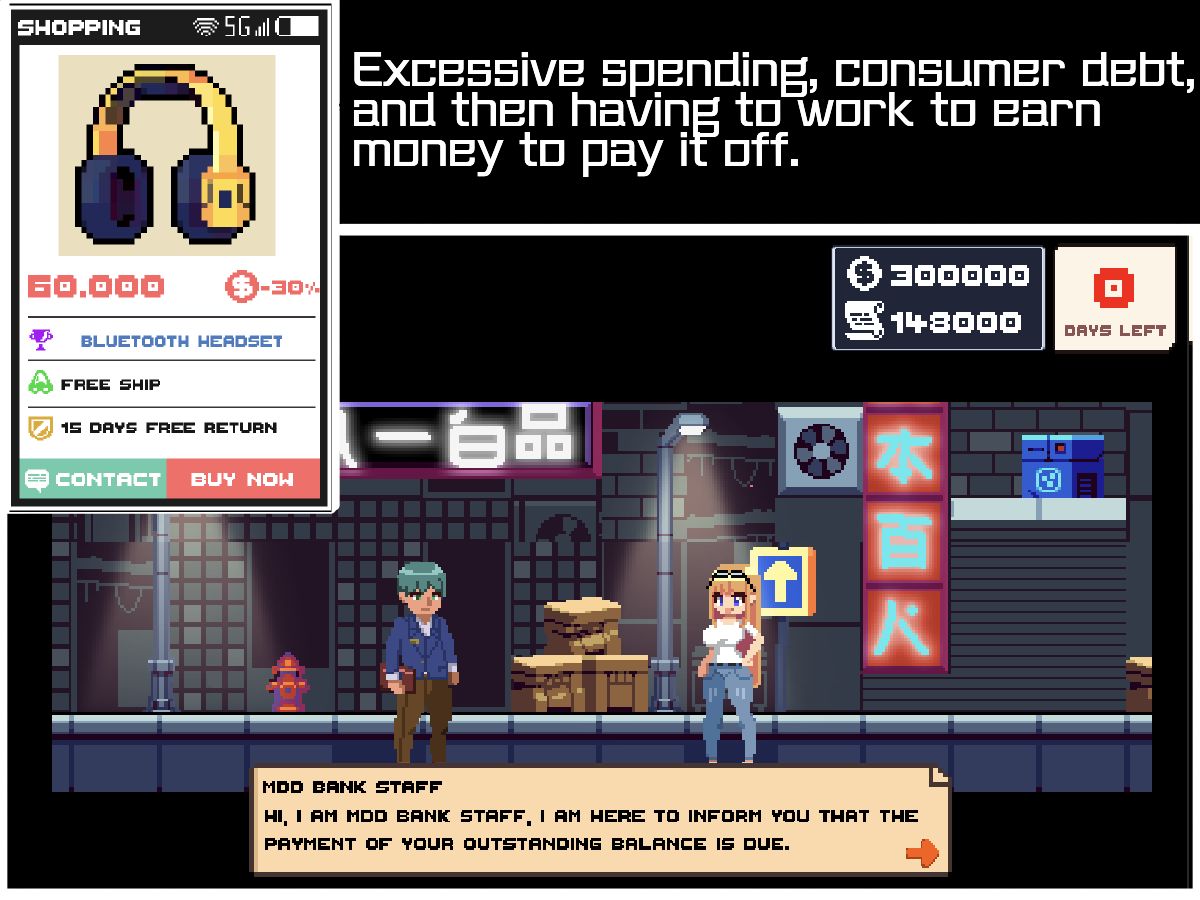 SHOPPING 5G
60.000 $-30%
BLUETOOTH HEADSET
FREE SHIP
15 DAYS FREE RETURN
CONTACT BUY NOW
Excessive spending, consumer debt,
and then having to work to earn
money to pay it off.
$ 300000
148000
0
DAYS LEFT
一白品
本
百
MDD BANK STAFF
HI, I AM MDD BANK STAFF, I AM HERE TO INFORM YOU THAT THE
PAYMENT OF YOUR OUTSTANDING BALANCE IS DUE.